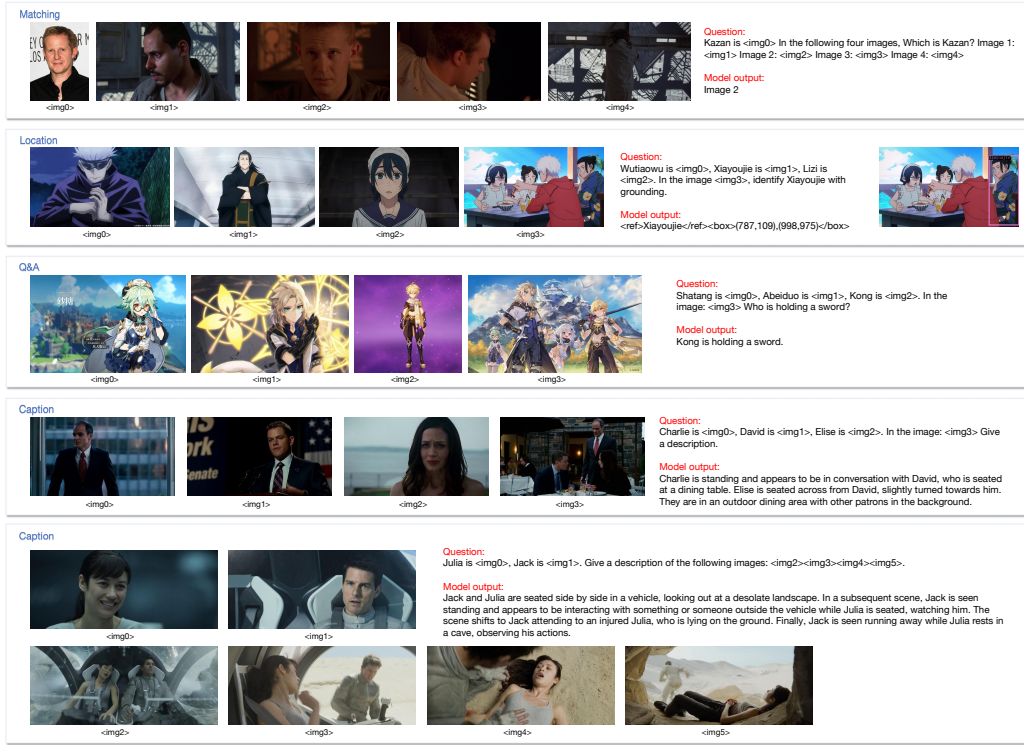 Matching
EY O
R M
LOS
<img0>
<img1>
<img2>
<img3>
<img4>
Question:
Kazan is <img0> In the following four images, Which is Kazan? Image 1:
<img1> Image 2: <img2> Image 3: <img3> Image 4: <img4>
Model output:
Image 2
Location
<img0>
<img1>
<img2>
<img3>
Question:
Wutiaowu is <img0>, Xiayoujie is <img1>, Lizi is
<img2>. In the image <img3>, identify Xiayoujie with
grounding.
Model output:
<ref>Xiayoujie</ref><box>(787,109),(998,975)</box>
Q&A
砂糖
<img0>
<img1>
<img2>
<img3>
Question:
Shatang is <img0>, Abeiduo is <img1>, Kong is <img2>. In the
image: <img3> Who is holding a sword?
Model output:
Kong is holding a sword.
Caption
IS
ork
Senate
<img0>
<img1>
<img2>
<img3>
Question:
Charlie is <img0>, David is <img1>, Elise is <img2>. In the image: <img3> Give
a description.
Model output:
Charlie is standing and appears to be in conversation with David, who is seated
at a dining table. Elise is seated across from David, slightly turned towards him.
They are in an outdoor dining area with other patrons in the background.
Caption
<img0>
<img1>
Question:
Julia is <img0>, Jack is <img1>. Give a description of the following images: <img2><img3><img4><img5>.
Model output:
Jack and Julia are seated side by side in a vehicle, looking out at a desolate landscape. In a subsequent scene, Jack is seen
standing and appears to be interacting with something or someone outside the vehicle while Julia is seated, watching him. The
scene shifts to Jack attending to an injured Julia, who is lying on the ground. Finally, Jack is seen running away while Julia rests in
a cave, observing his actions.
<img2>
<img3>
<img4>
<img5>